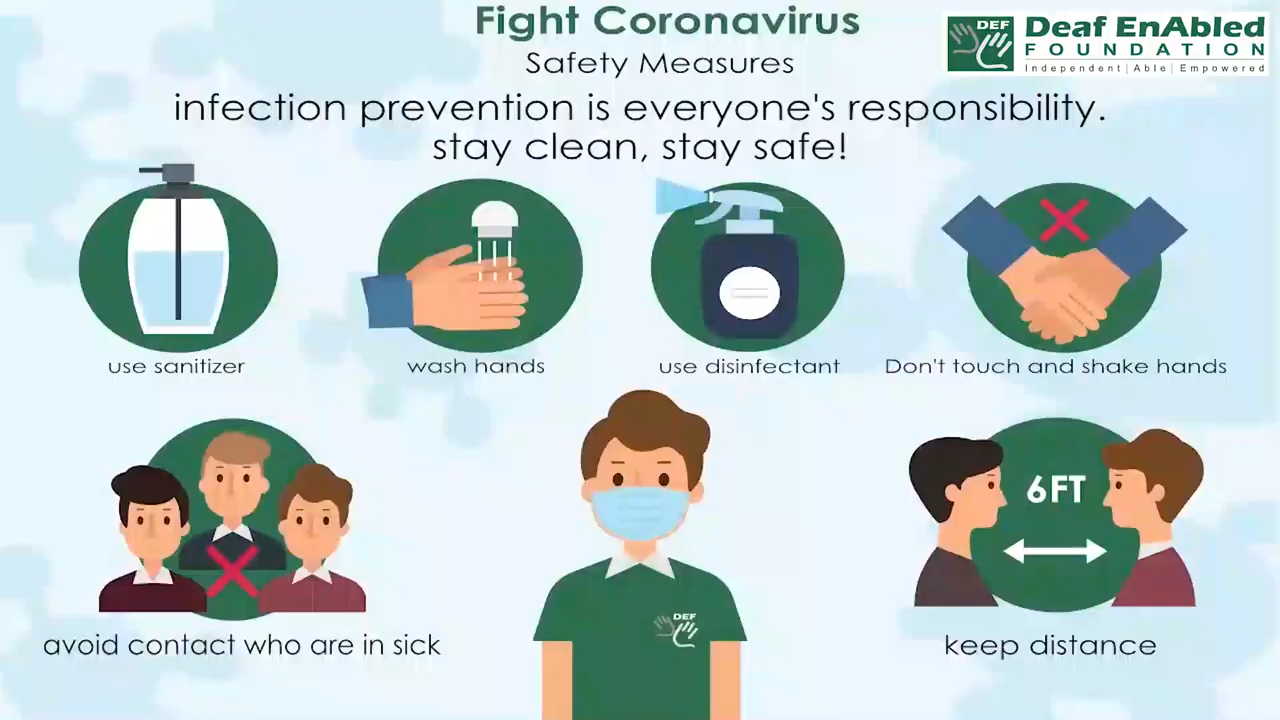 Fight Coronavirus
Safety Measures
DEF
Deaf EnAbled
FOUNDATION
Independent | Able | Empowered
infection prevention is everyone's responsibility.
stay clean, stay safe!
use sanitizer
wash hands
use disinfectant
Don't touch and shake hands
6FT
DEF
avoid contact who are in sick
keep distance